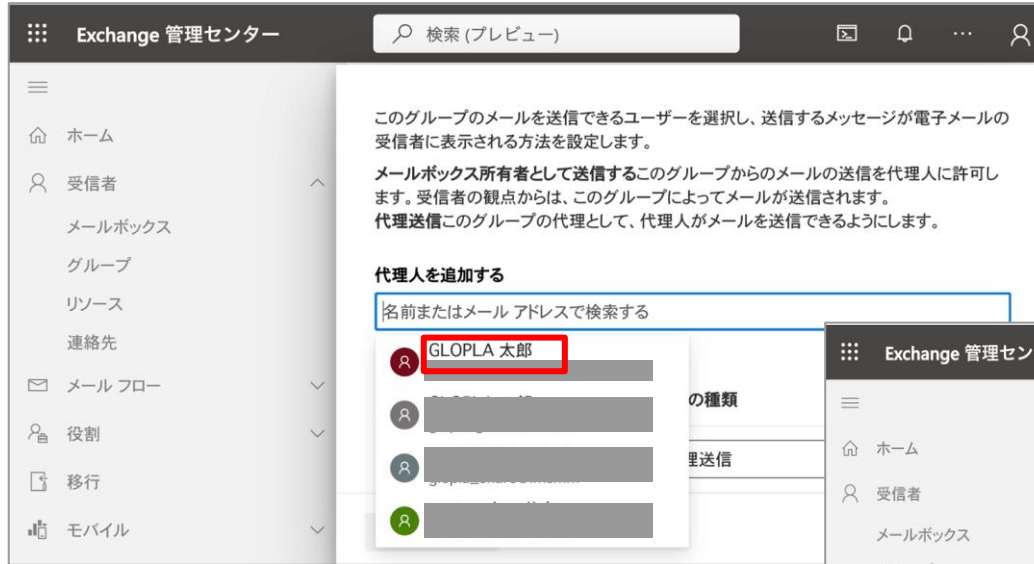 Exchange 管理センター
検索 (プレビュー)
ホーム
受信者
メールボックス
グループ
リソース
連絡先
メール フロー
役割
移行
モバイル
このグループのメールを送信できるユーザーを選択し、送信するメッセージが電子メールの
受信者に表示される方法を設定します。
メールボックス所有者として送信するこのグループからのメールの送信を代理人に許可し
ます。受信者の観点からは、このグループによってメールが送信されます。
代理送信このグループの代理として、代理人がメールを送信できるようにします。
代理人を追加する
名前またはメール アドレスで検索する
GLOPLA 太郎
の種類
理送信
Exchange 管理セン
ホーム
受信者
メールボックス